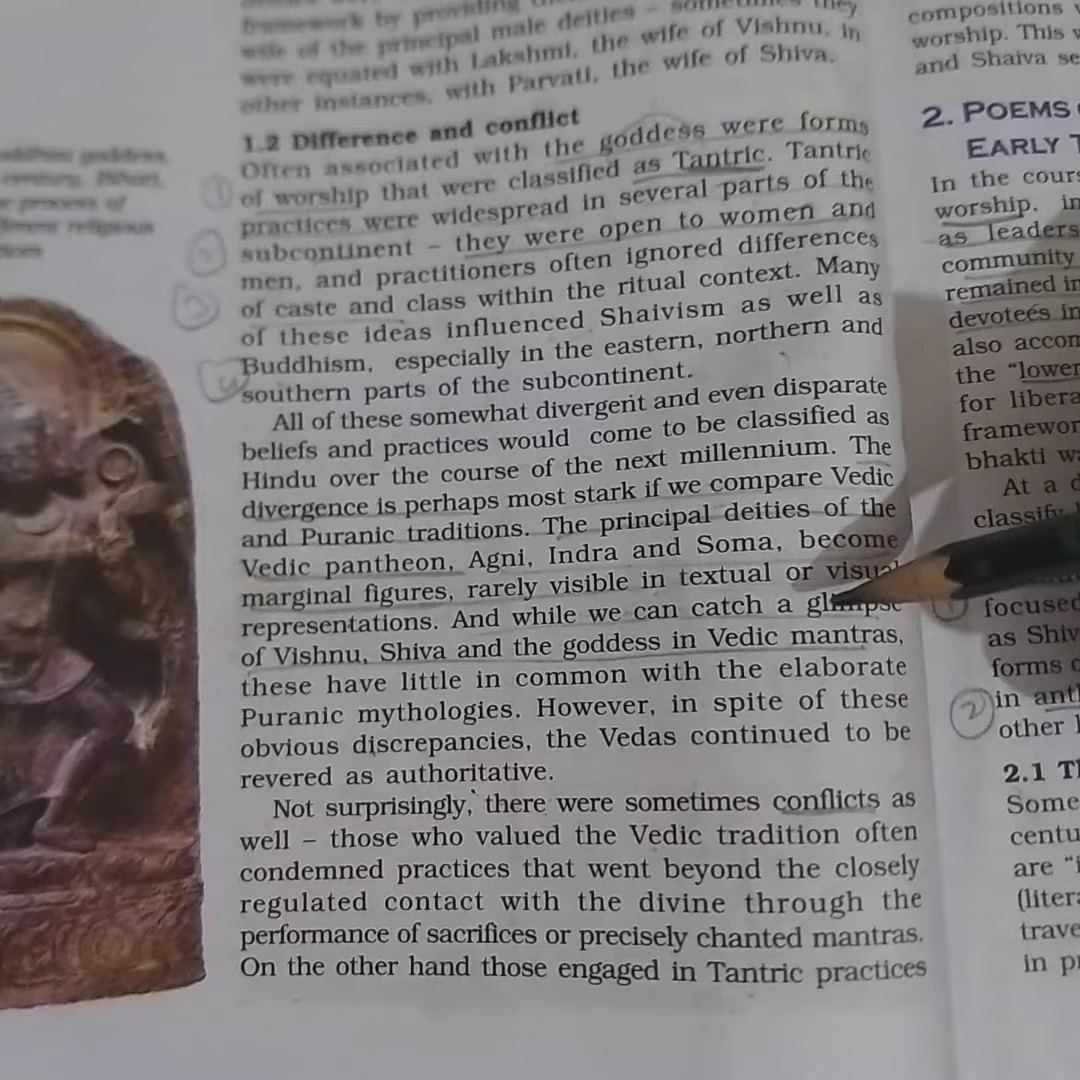 framework by providing
wife of the principal male deities – sometimes they
were equated with Lakshmi, the wife of Vishnu, in
other instances, with Parvati, the wife of Shiva.
1.2 Difference and conflict
Often associated with the goddess were forms
of worship that were classified as Tantric. Tantric
practices were widespread in several parts of the
subcontinent – they were open to women and
men, and practitioners often ignored differences
of caste and class within the ritual context. Many
of these ideas influenced Shaivism as well as
Buddhism, especially in the eastern, northern and
southern parts of the subcontinent.
All of these somewhat divergent and even disparate
beliefs and practices would come to be classified as
Hindu over the course of the next millennium. The
divergence is perhaps most stark if we compare Vedic
and Puranic traditions. The principal deities of the
Vedic pantheon, Agni, Indra and Soma, become
marginal figures, rarely visible in textual or visual
representations. And while we can catch a glimpse
of Vishnu, Shiva and the goddess in Vedic mantras,
these have little in common with the elaborate
Puranic mythologies. However, in spite of these
obvious discrepancies, the Vedas continued to be
revered as authoritative.
Not surprisingly, there were sometimes conflicts as
well – those who valued the Vedic tradition often
condemned practices that went beyond the closely
regulated contact with the divine through the
performance of sacrifices or precisely chanted mantras.
On the other hand those engaged in Tantric practices
goddess,
process of
religious
compositions
worship. This
and Shaiva
2. POEMS
EARLY
In the
worship, in
as leaders
community
remained in
devotees in
also
the "lower
for
bhakti
At a
classify
1
focused
as
forms
2
in
other
2.1
Some
are
in